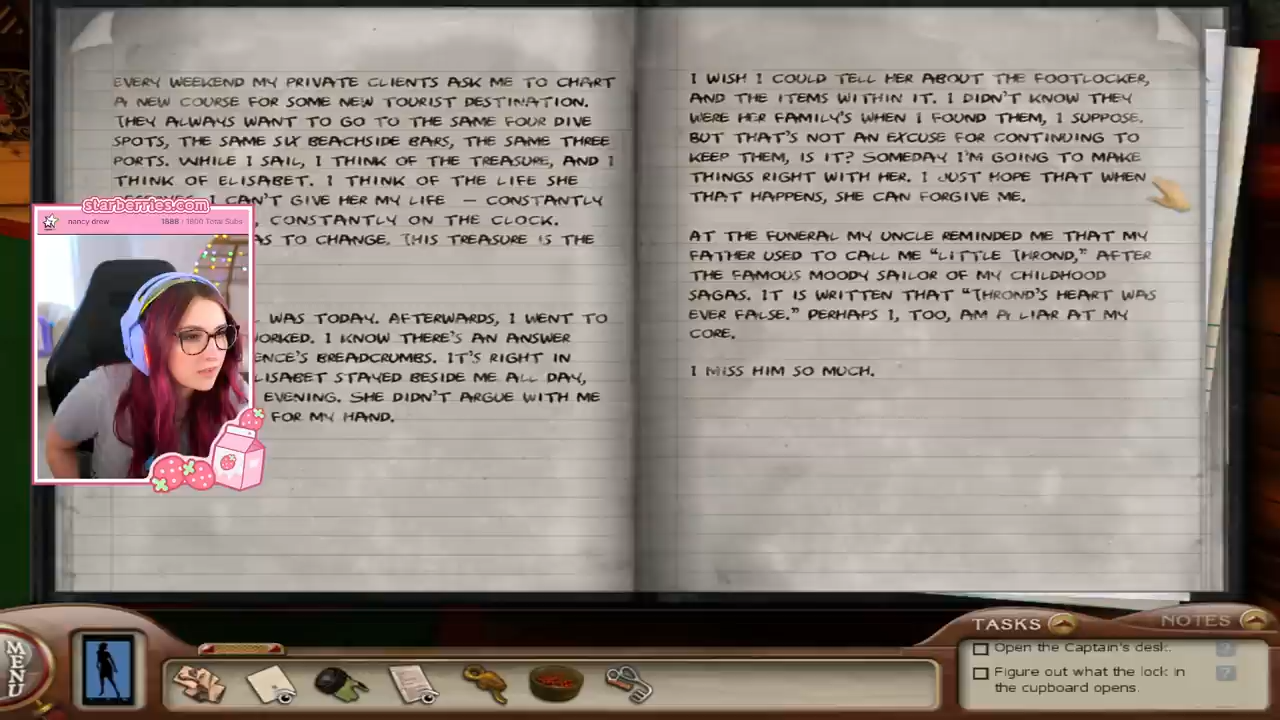 EVERY WEEKEND MY PRIVATE CLIENTS ASK ME TO CHART
A NEW COURSE FOR SOME NEW TOURIST DESTINATION.
THEY ALWAYS WANT TO GO TO THE SAME FOUR DIVE
SPOTS, THE SAME SIX BEACHSIDE BARS, THE SAME THREE
PORTS. WHILE I SAIL, I THINK OF THE TREASURE, AND I
THINK OF ELISABET. I THINK OF THE LIFE SHE
I CAN'T GIVE HER MY LIFE – CONSTANTLY
, CONSTANTLY ON THE CLOCK.
AS TO CHANGE. THIS TREASURE IS THE
WAS TODAY. AFTERWARDS, I WENT TO
ORKED. I KNOW THERE'S AN ANSWER
ENCE'S BREADCRUMBS. IT'S RIGHT IN
LISABET STAYED BESIDE ME ALL DAY,
EVENING. SHE DIDN'T ARGUE WITH ME
FOR MY HAND.
I WISH I COULD TELL HER ABOUT THE FOOTLOCKER,
AND THE ITEMS WITHIN IT. I DIDN'T KNOW THEY
WERE HER FAMILY'S WHEN I FOUND THEM, I SUPPOSE.
BUT THAT'S NOT AN EXCUSE FOR CONTINUING TO
KEEP THEM, IS IT? SOMEDAY I'M GOING TO MAKE
THINGS RIGHT WITH HER. I JUST HOPE THAT WHEN
THAT HAPPENS, SHE CAN FORGIVE ME.
AT THE FUNERAL MY UNCLE REMINDED ME THAT MY
FATHER USED TO CALL ME "LITTLE THROND," AFTER
THE FAMOUS MOODY SAILOR OF MY CHILDHOOD
SAGAS. IT IS WRITTEN THAT "THROND'S HEART WAS
EVER FALSE." PERHAPS I, TOO, AM A LIAR AT MY
CORE.
I MISS HIM SO MUCH.
starberries.com
nancy drew
1688 / 1800 Total Subs
MENU
TASKS
NOTES
Open the Captain's desk.
?
Figure out what the lock in
the cupboard opens.
?